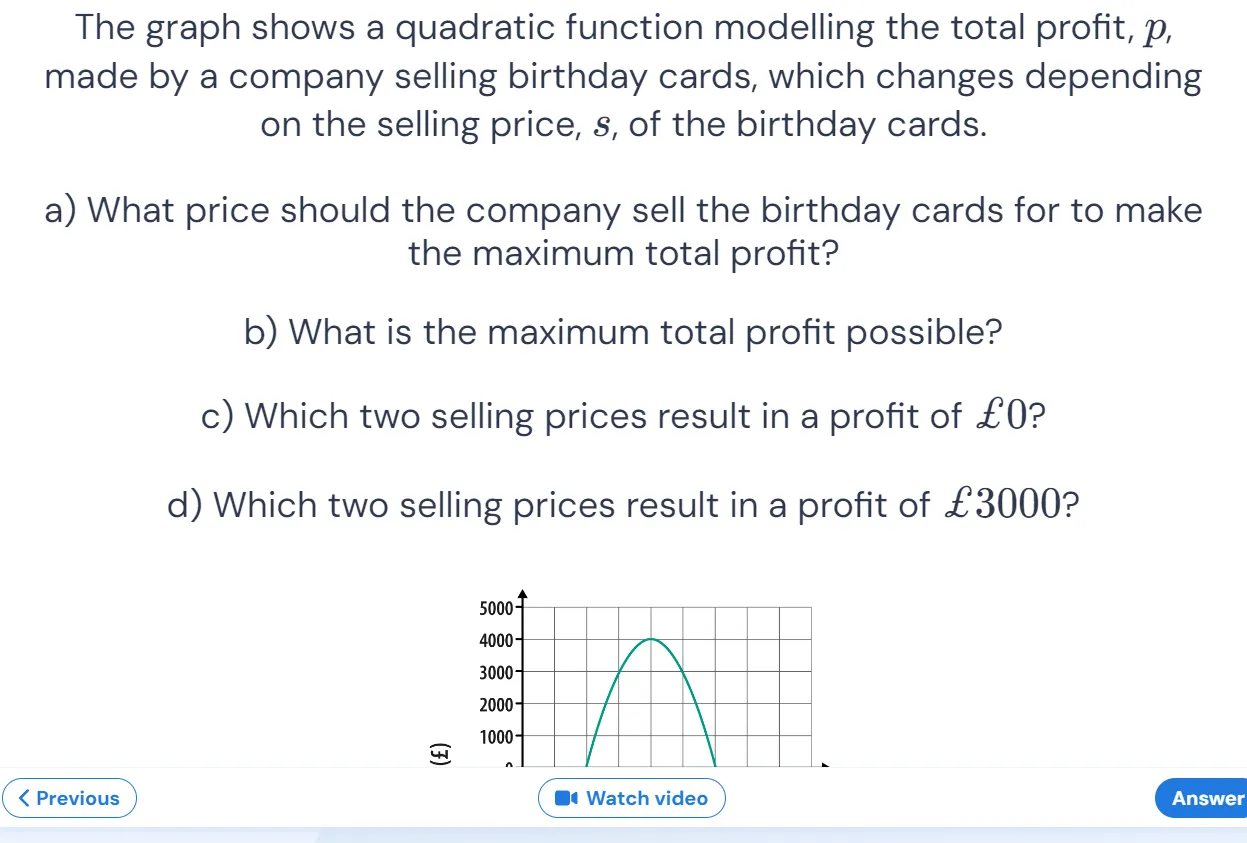 The graph shows a quadratic function modelling the total profit, p,
made by a company selling birthday cards, which changes depending
on the selling price, s, of the birthday cards.
a) What price should the company sell the birthday cards for to make
the maximum total profit?
b) What is the maximum total profit possible?
c) Which two selling prices result in a profit of £0?
d) Which two selling prices result in a profit of £3000?
5000
4000
3000
2000
1000
(£)
Previous
Watch video
Answer